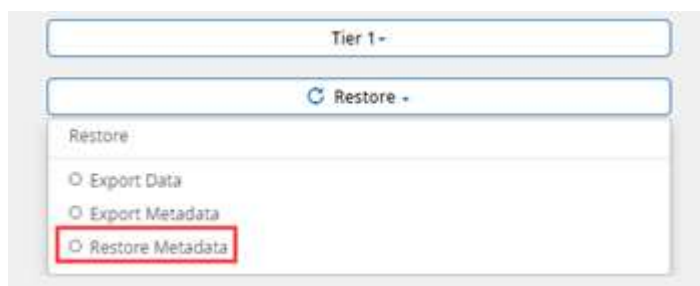 Tier 1
Restore
Restore
Export Data
Export Metadata
Restore Metadata